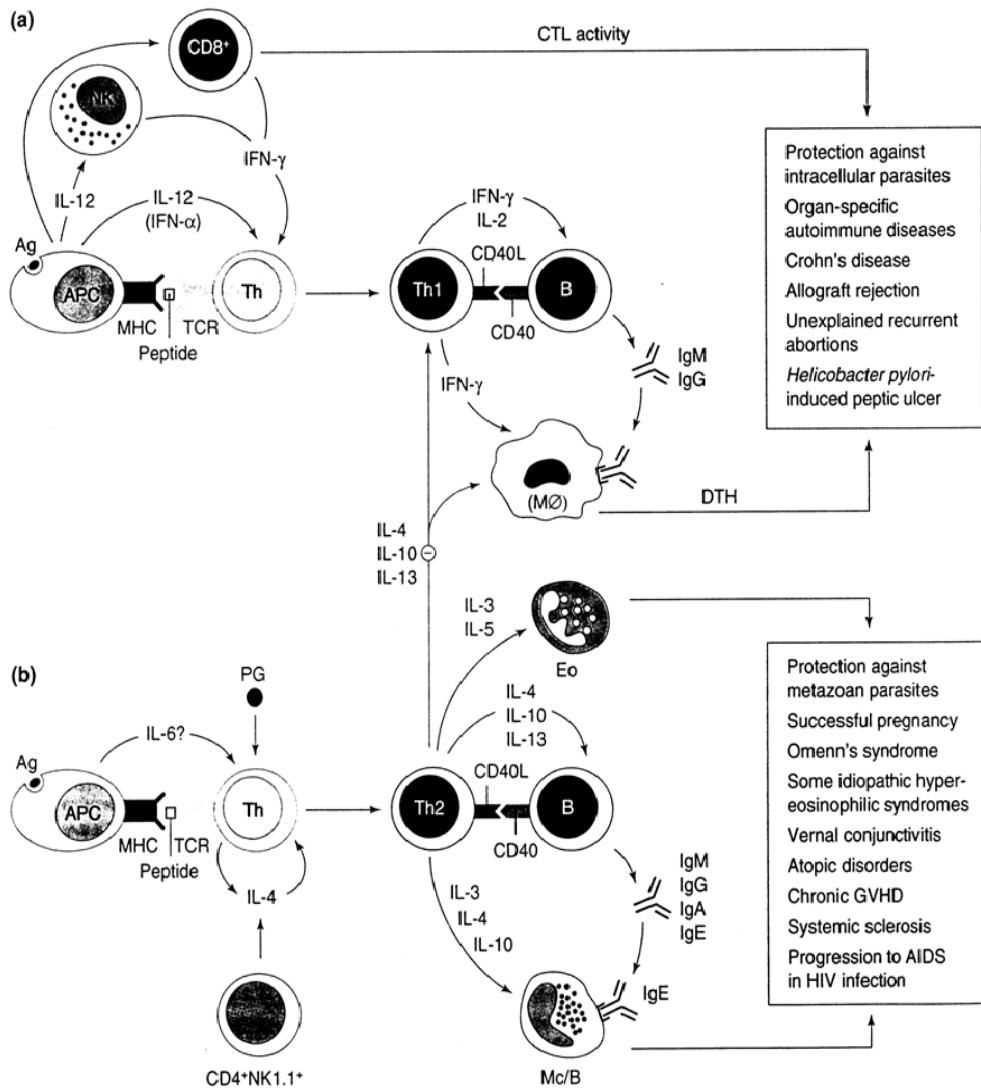 (a)
CD8+
CTL activity
NK
IFN-γ
IL-12
IL-12
(IFN-α)
Ag
APC
MHC
Peptide
TCR
Th
IFN-γ
IL-2
CD40L
Th1
B
CD40
IFN-γ
IgM
IgG
(MØ)
DTH
Protection against
intracellular parasites
Organ-specific
autoimmune diseases
Crohn's disease
Allograft rejection
Unexplained recurrent
abortions
Helicobacter pylori-
induced peptic ulcer
IL-4
IL-10
IL-13
−
IL-3
IL-5
Eo
(b)
PG
IL-6?
Ag
APC
MHC
Peptide
TCR
Th
IL-4
CD4+NK1.1+
IL-4
IL-10
IL-13
CD40L
Th2
B
CD40
IL-3
IL-4
IL-10
IgM
IgG
IgA
IgE
IgE
Mc/B
Protection against
metazoan parasites
Successful pregnancy
Omenn's syndrome
Some idiopathic hyper-
eosinophilic syndromes
Vernal conjunctivitis
Atopic disorders
Chronic GVHD
Systemic sclerosis
Progression to AIDS
in HIV infection